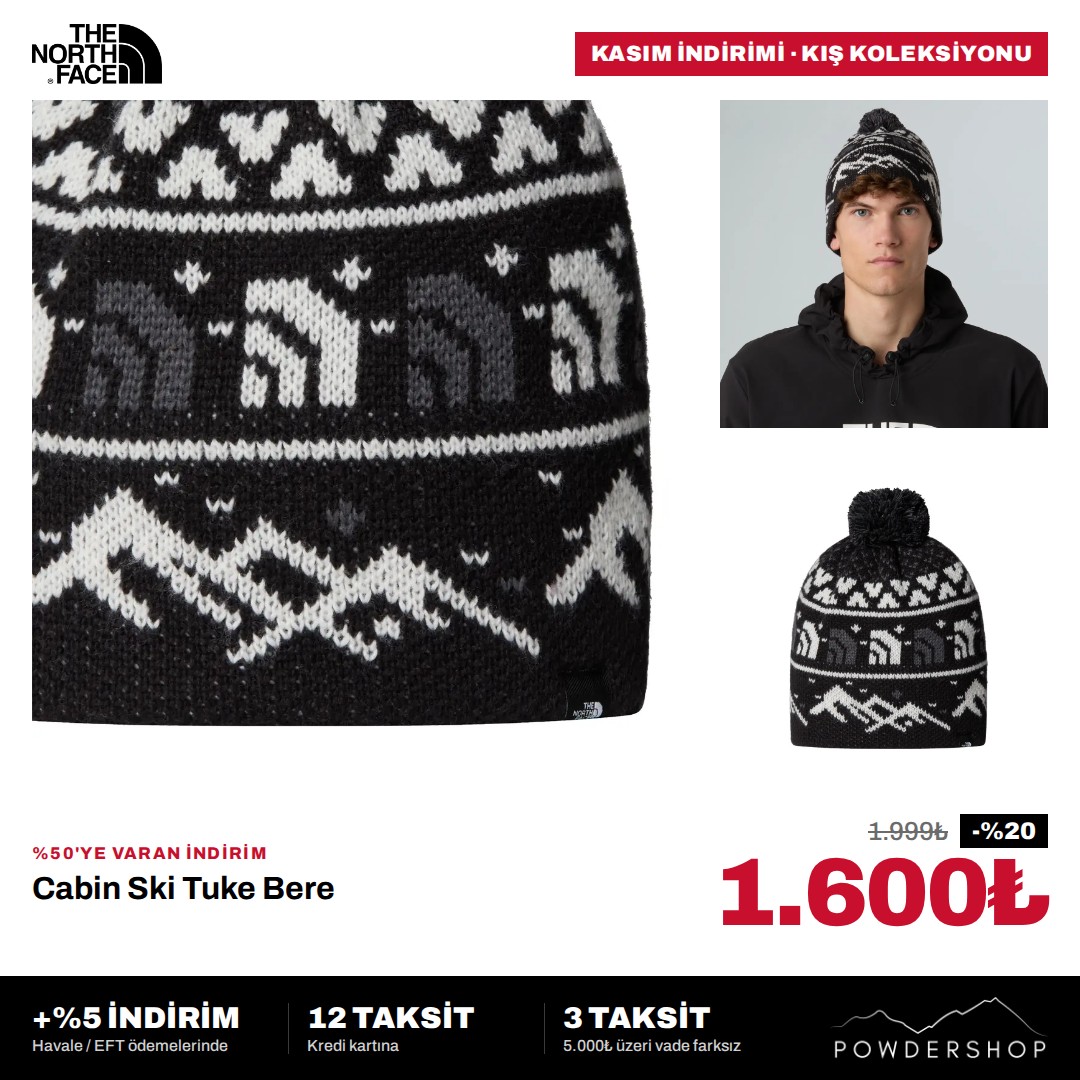 THE
NORTH
FACE
KASIM İNDİRİMİ · KIŞ KOLEKSİYONU
THE
NORTH
%50'YE VARAN İNDİRİM
Cabin Ski Tuke Bere
1.999₺
-%20
1.600₺
+%5 İNDİRİM
Havale / EFT ödemelerinde
12 TAKSİT
Kredi kartına
3 TAKSİT
5.000₺ üzeri vade farksız
POWDERSHOP